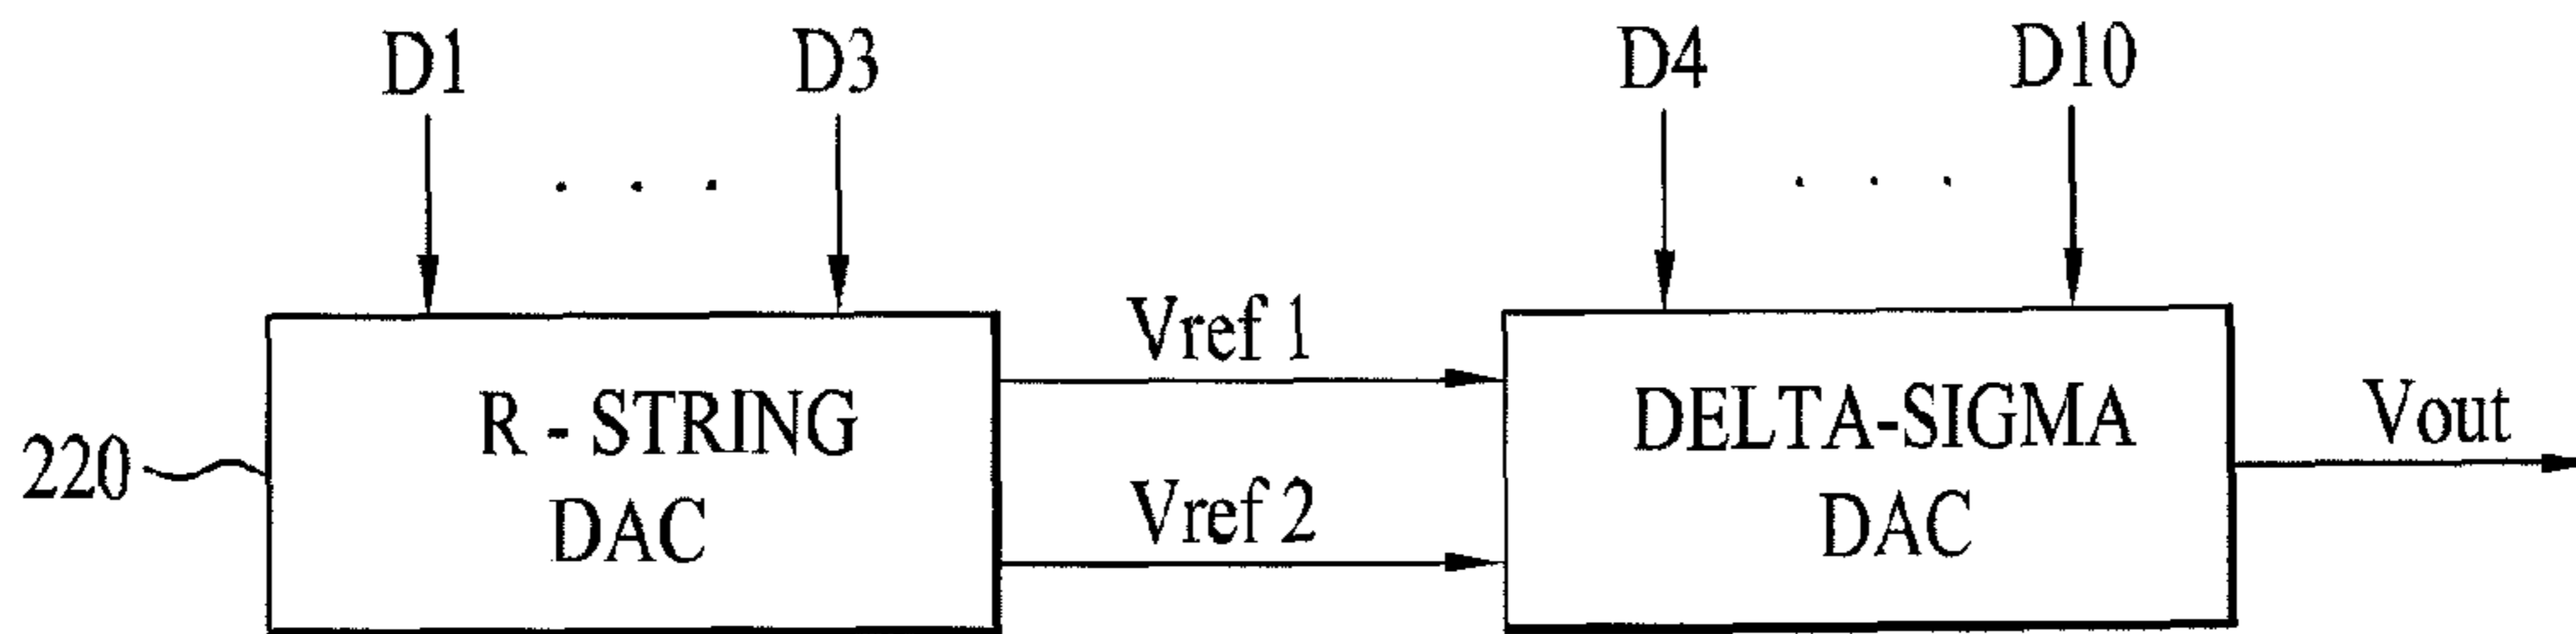 D1 . . . D3 D4 . . . D10
Vref 1
R - STRING DAC
DELTA-SIGMA DAC
Vout
220
Vref 2